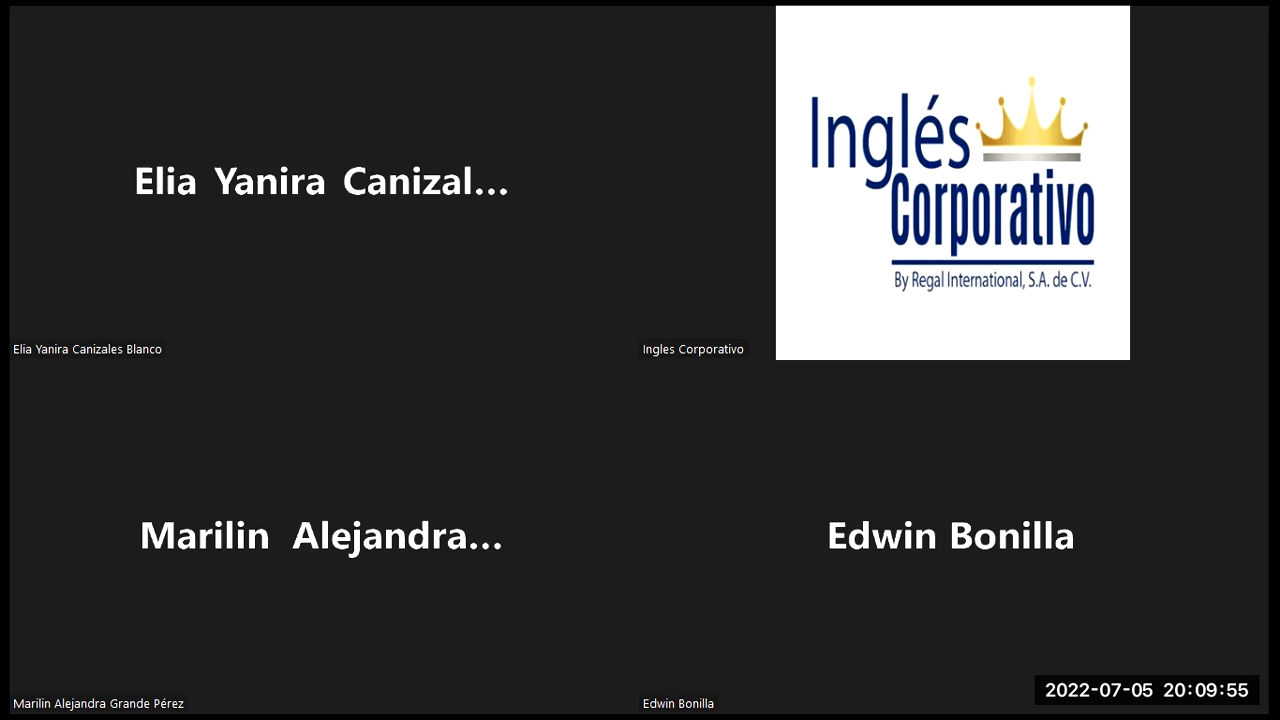 Elia Yanira Canizal...
Elia Yanira Canizales Blanco
Inglés
Corporativo
By Regal International, S.A. de C.V.
Ingles Corporativo
Marilin Alejandra...
Marilin Alejandra Grande Pérez
Edwin Bonilla
Edwin Bonilla
2022-07-05 20:09:55